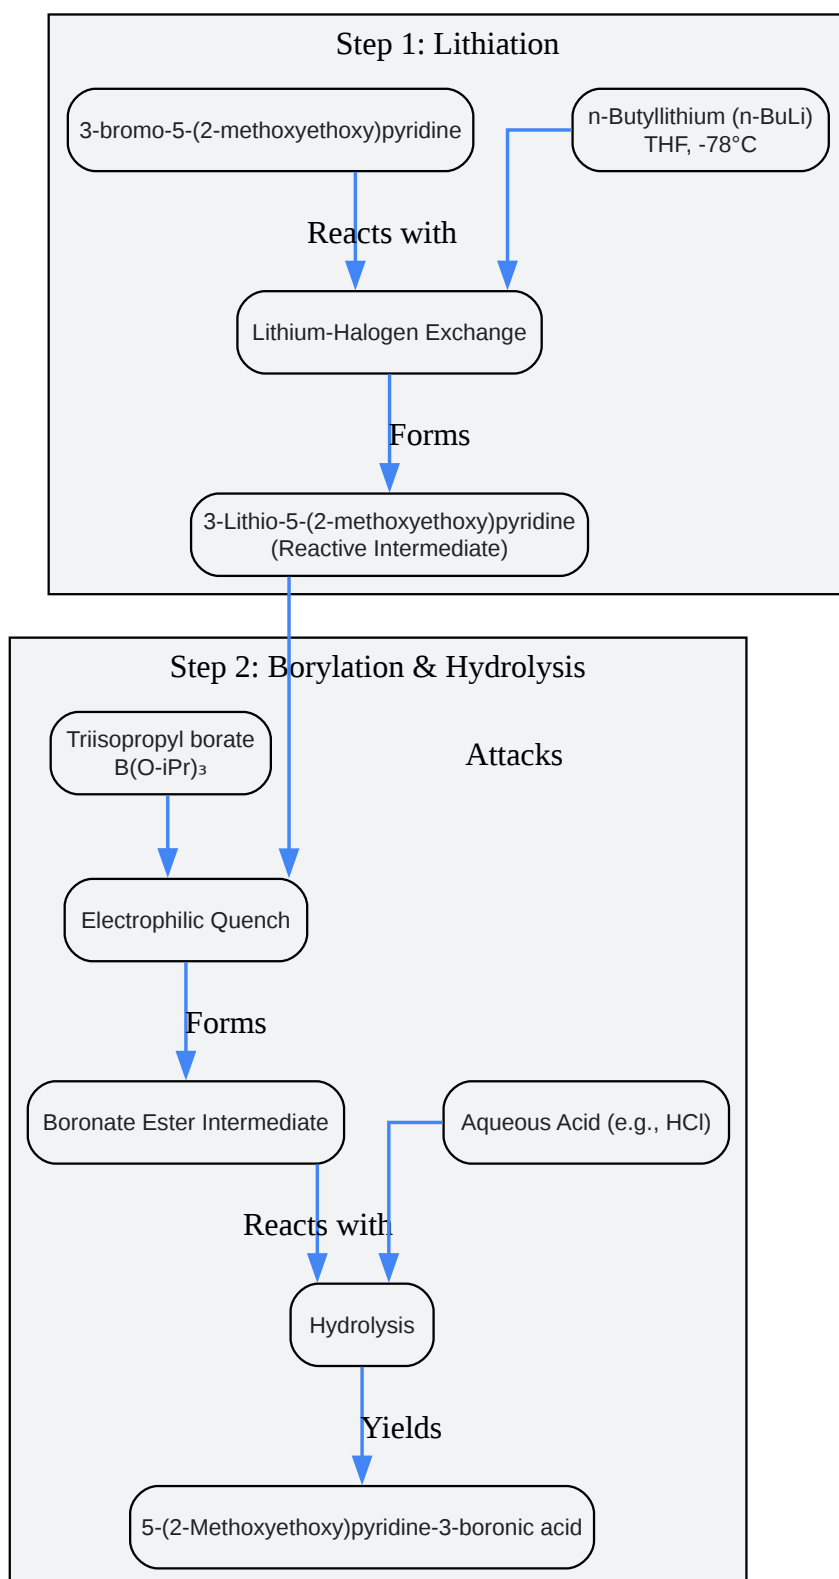 Step 1: Lithiation
3-bromo-5-(2-methoxyethoxy)pyridine
n-Butyllithium (n-BuLi)
THF, -78°C
Reacts with
Lithium-Halogen Exchange
Forms
3-Lithio-5-(2-methoxyethoxy)pyridine
(Reactive Intermediate)
Step 2: Borylation & Hydrolysis
Triisopropyl borate
B(O-iPr)₃
Attacks
Electrophilic Quench
Forms
Boronate Ester Intermediate
Aqueous Acid (e.g., HCl)
Reacts with
Hydrolysis
Yields
5-(2-Methoxyethoxy)pyridine-3-boronic acid